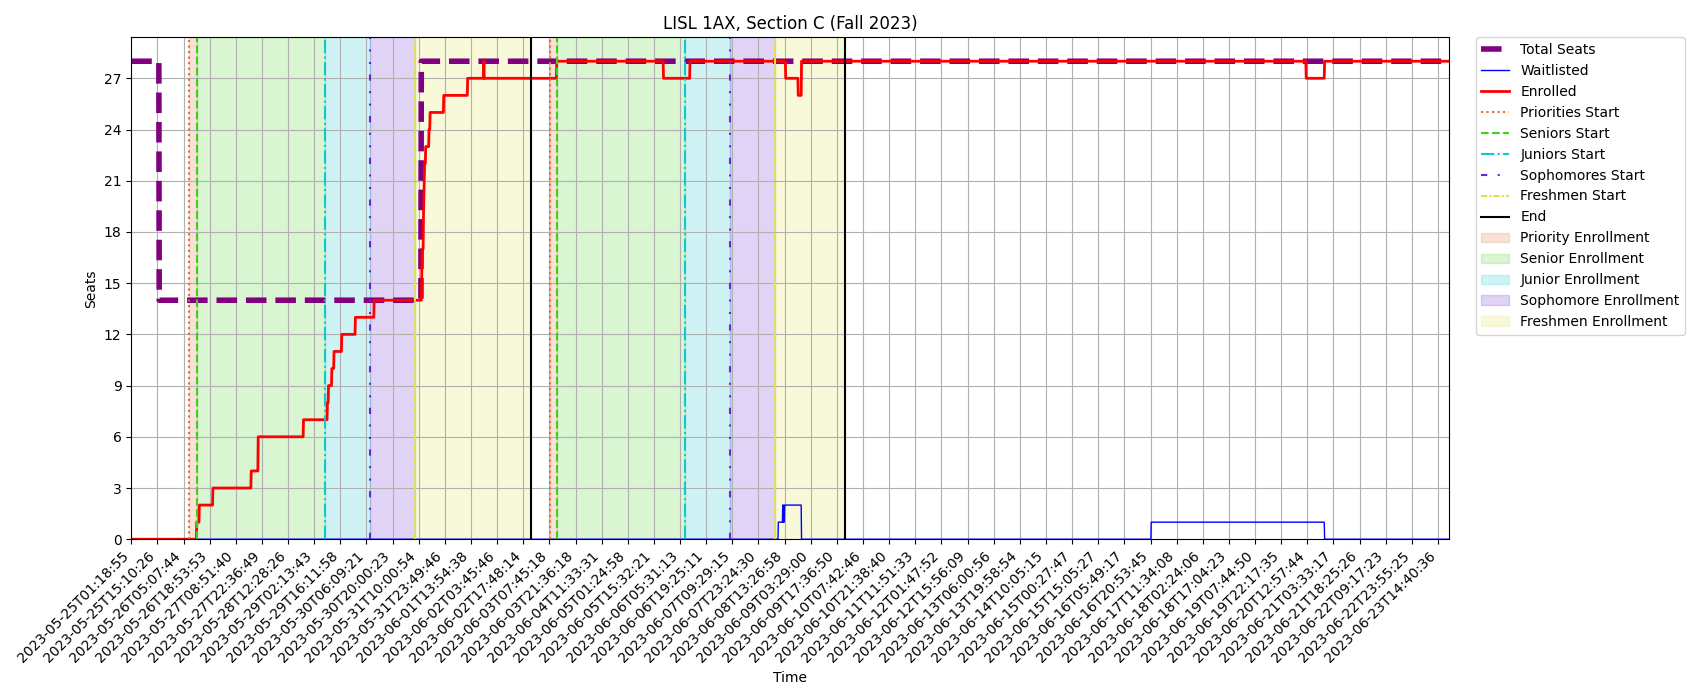 LISL 1AX, Section C (Fall 2023)
Total Seats
Waitlisted
Enrolled
Priorities Start
Seniors Start
Juniors Start
Sophomores Start
Freshmen Start
End
Priority Enrollment
Senior Enrollment
Junior Enrollment
Sophomore Enrollment
Freshmen Enrollment
Seats
27
24
21
18
15
12
9
6
3
0
2023-05-25T01:18:55
2023-05-25T15:10:26
2023-05-26T05:07:44
2023-05-26T18:53:53
2023-05-27T08:51:40
2023-05-27T22:36:49
2023-05-28T12:28:26
2023-05-29T02:13:43
2023-05-29T16:11:58
2023-05-30T06:09:21
2023-05-30T20:00:23
2023-05-31T10:00:54
2023-05-31T23:49:46
2023-06-01T13:54:38
2023-06-02T03:45:46
2023-06-02T17:48:14
2023-06-03T07:45:18
2023-06-03T21:36:18
2023-06-04T11:33:31
2023-06-05T01:24:58
2023-06-05T15:32:21
2023-06-06T05:31:13
2023-06-06T19:25:11
2023-06-07T09:29:15
2023-06-07T23:24:30
2023-06-08T13:26:58
2023-06-09T03:29:00
2023-06-09T17:36:50
2023-06-10T07:42:46
2023-06-10T21:38:40
2023-06-11T11:51:33
2023-06-12T01:47:52
2023-06-12T15:56:09
2023-06-13T06:00:56
2023-06-13T19:58:54
2023-06-14T10:05:15
2023-06-15T00:27:47
2023-06-15T15:05:27
2023-06-16T05:49:17
2023-06-16T20:53:45
2023-06-17T11:34:08
2023-06-18T02:24:06
2023-06-18T17:04:23
2023-06-19T07:44:50
2023-06-19T22:17:35
2023-06-20T12:57:44
2023-06-21T03:33:17
2023-06-21T18:25:26
2023-06-22T09:17:23
2023-06-22T23:55:25
2023-06-23T14:40:36
Time